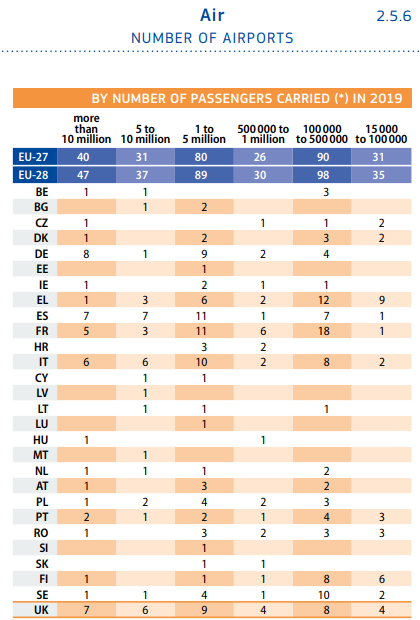 Air 2.5.6
NUMBER OF AIRPORTS
BY NUMBER OF PASSENGERS CARRIED (*) IN 2019
more than 10 million 5 to 10 million 1 to 5 million 500 000 to 1 million 100 000 to 500 000 15 000 to 100 000
EU-27 40 31 80 26 90 31
EU-28 47 37 89 30 98 35
BE 1 1 3
BG 1 2
CZ 1 1 1 2
DK 1 2 3 2
DE 8 1 9 2 4
EE 1
IE 1 2 1 1
EL 1 3 6 2 12 9
ES 7 7 11 1 7 1
FR 5 3 11 6 18 1
HR 3 2
IT 6 6 10 2 8 2
CY 1 1
LV 1
LT 1 1 1
LU 1
HU 1 1
MT 1
NL 1 1 1 2
AT 1 3 2
PL 1 2 4 2 3
PT 2 1 2 1 4 3
RO 1 3 2 3 3
SI 1
SK 1 1
FI 1 1 1 8 6
SE 1 1 4 1 10 2
UK 7 6 9 4 8 4